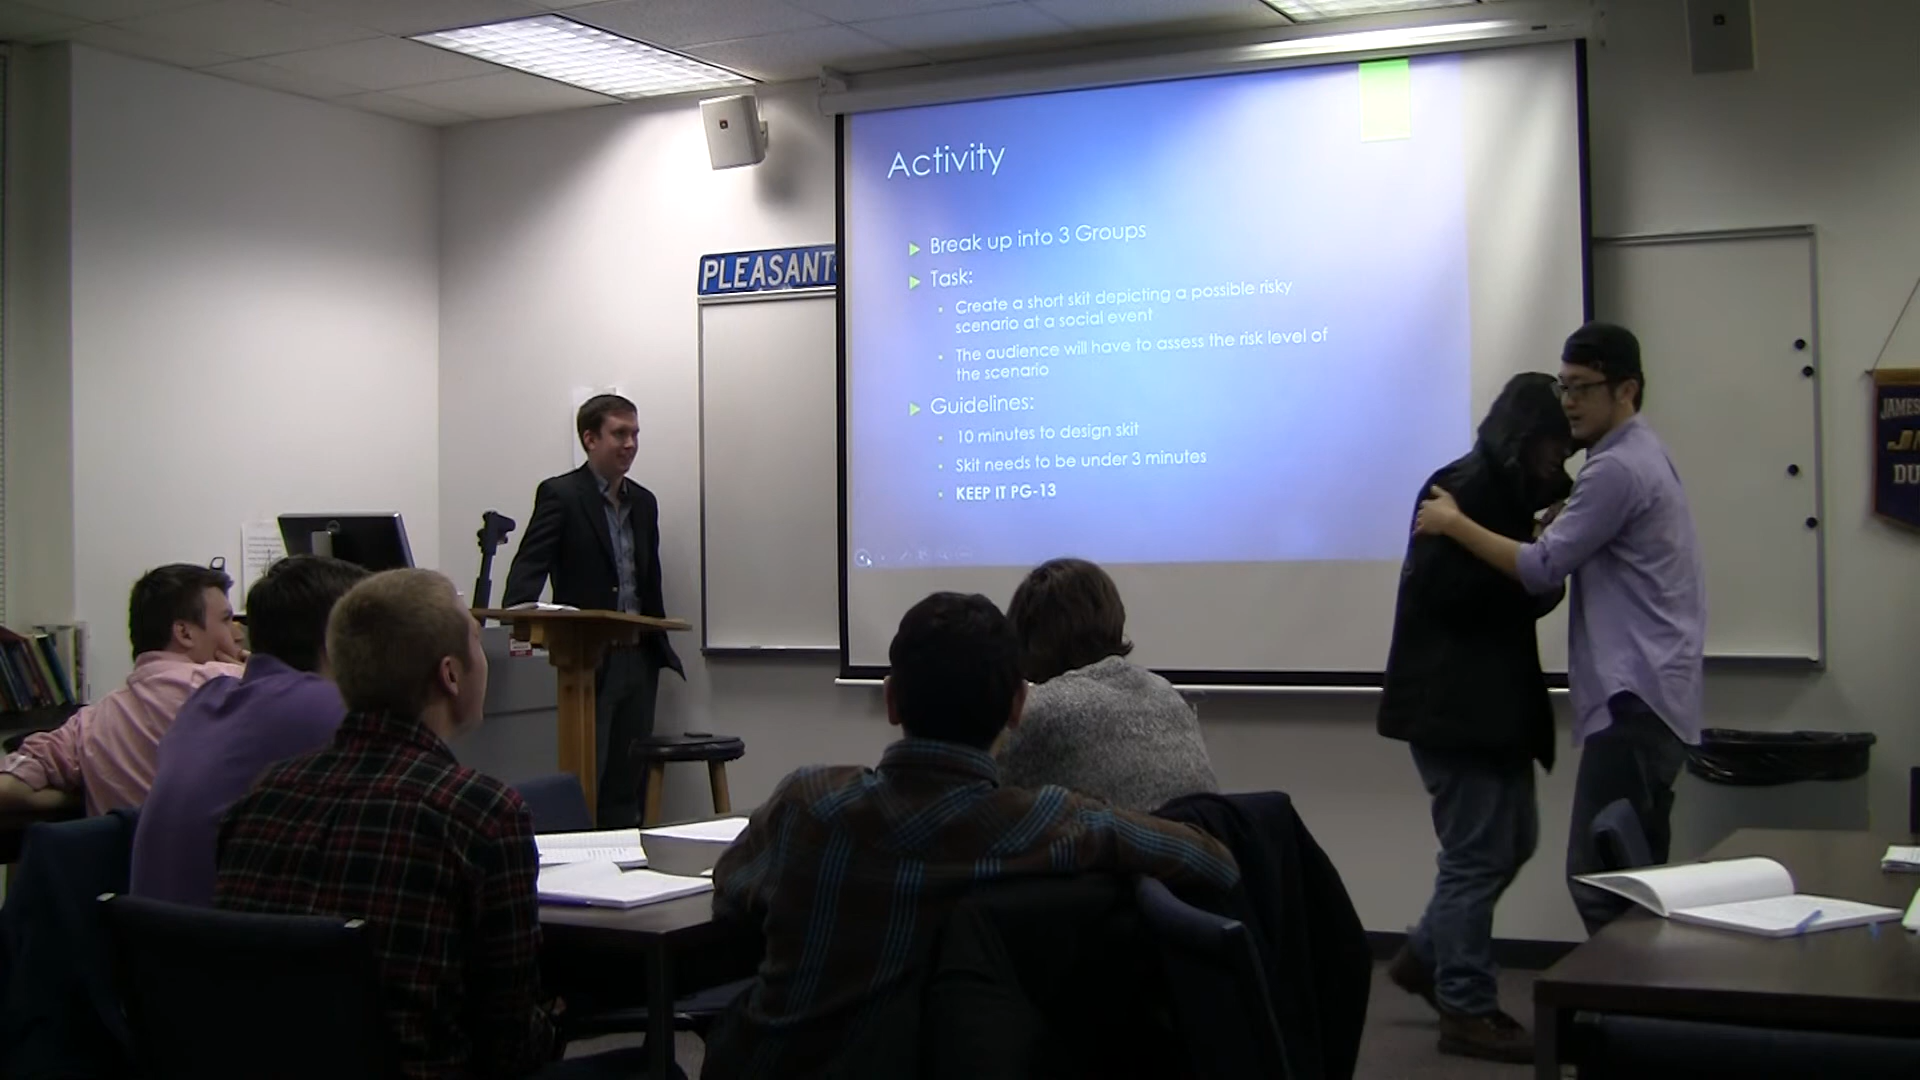 Activity
Break up into 3 Groups
Task:
Create a short skit depicting a possible risky
scenario at a social event
The audience will have to assess the risk level of
the scenario
Guidelines:
10 minutes to design skit
Skit needs to be under 3 minutes
KEEP IT PG-13
PLEASANT
JAMES
DU